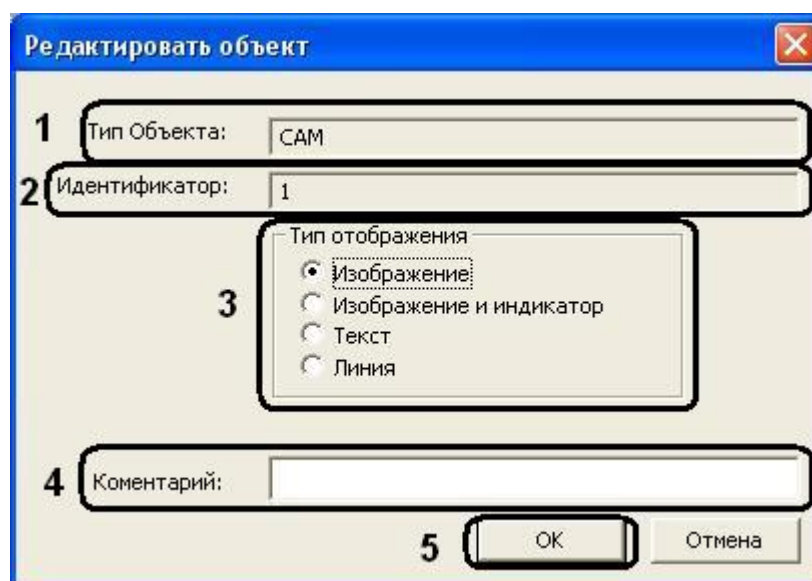 Редактировать объект
1 Тип Объекта: CAM
2 Идентификатор: 1
Тип отображения
Изображение
3 Изображение и индикатор
Текст
Линия
4 Коментарий:
5 OK Отмена